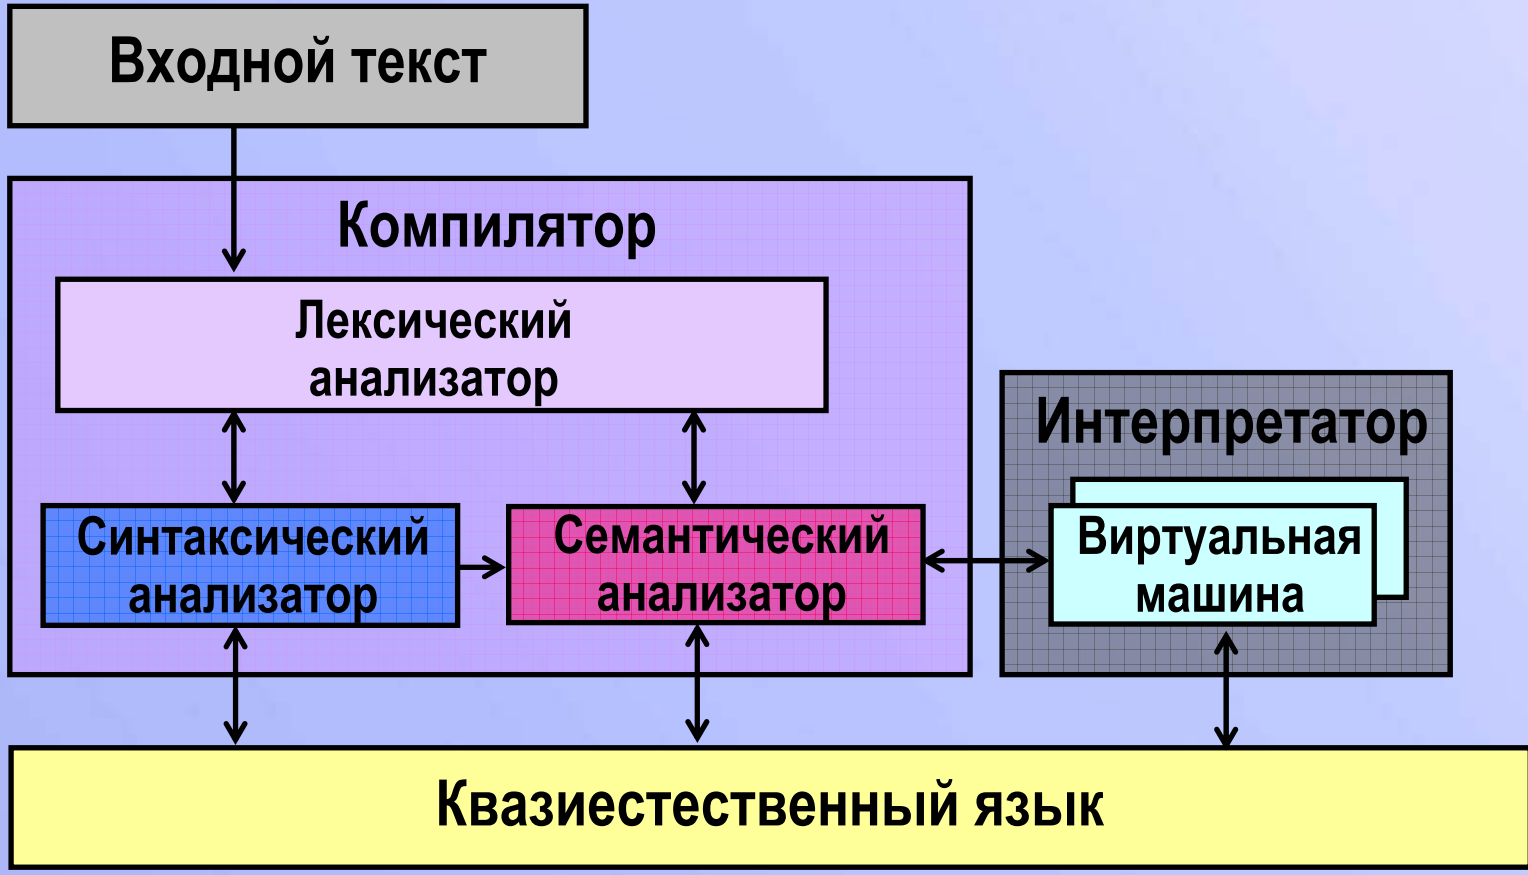 Входной текст
Компилятор
Лексический
анализатор
Интерпретатор
Синтаксический
анализатор
Семантический
анализатор
Виртуальная
машина
Квазиестественный язык